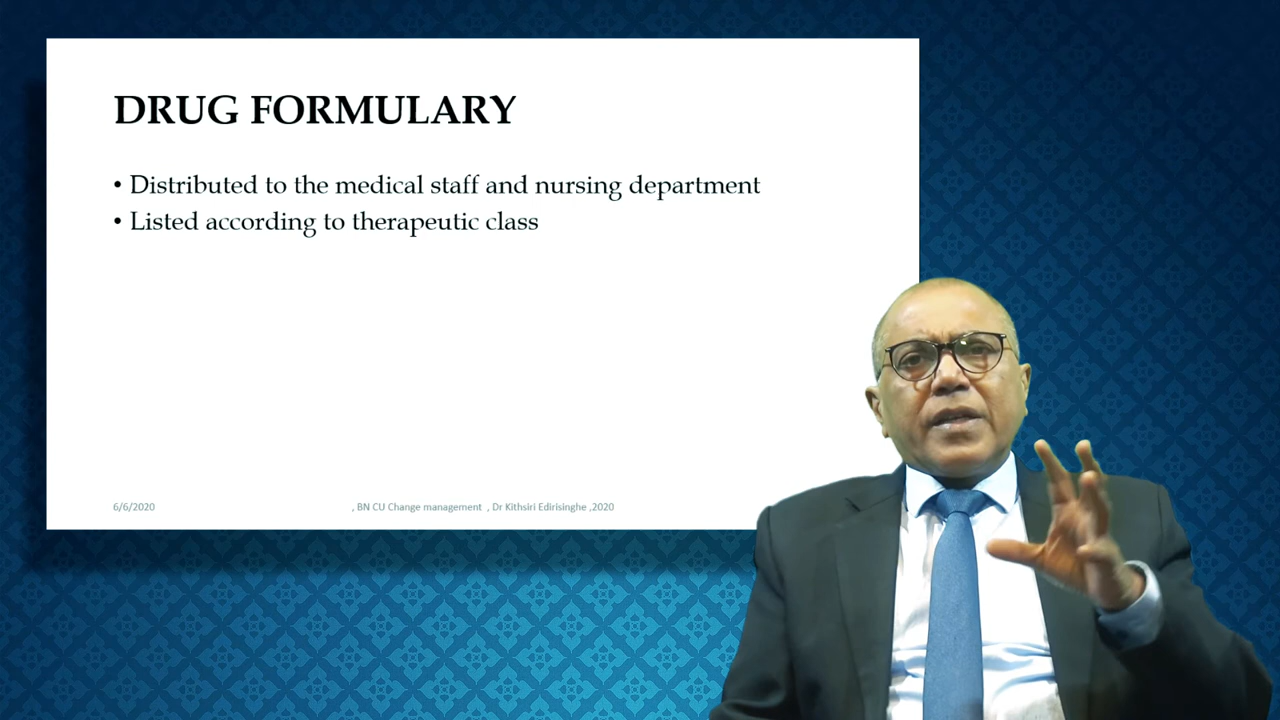 DRUG FORMULARY
• Distributed to the medical staff and nursing department
• Listed according to therapeutic class
6/6/2020 , BN CU Change management , Dr Kithsiri Edirisinghe ,2020